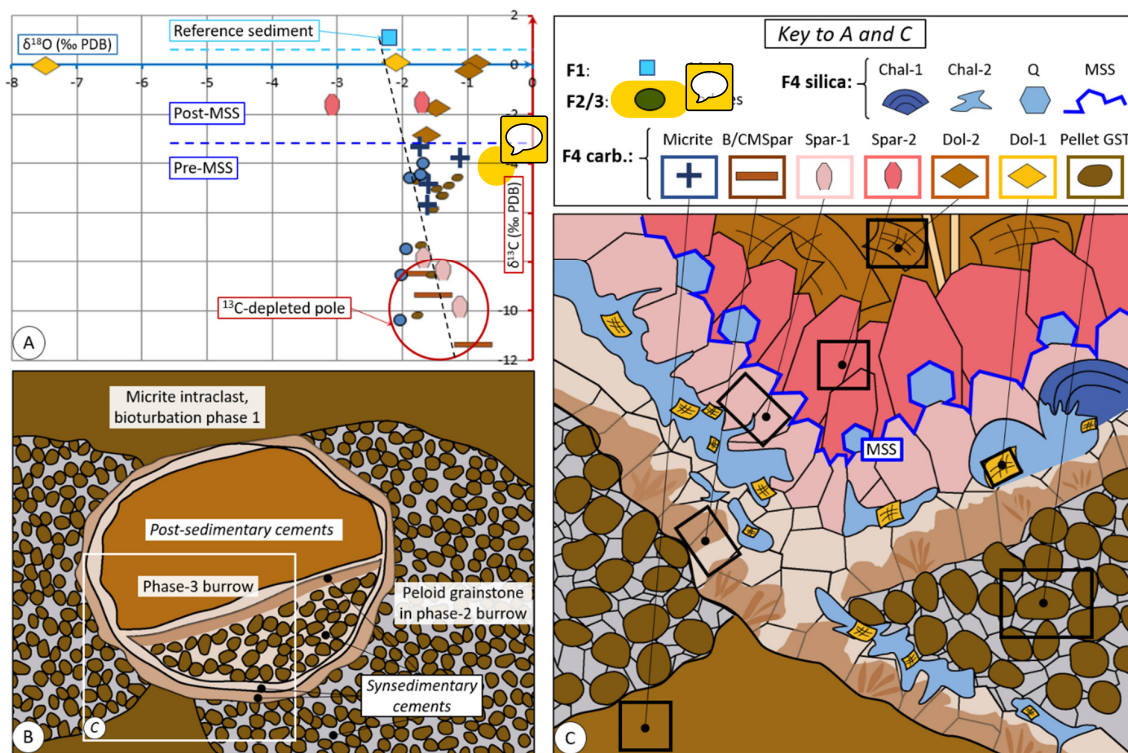 Reference sediment
δ18O (‰ PDB)
2
0
-8
-7
-5
-4
-3
-2
-1
-2
Post-MSS
Pre-MSS
δ13C (‰ PDB)
-8
13C-depleted pole
-10
-12
A
Key to A and C
F1:
F2/3:
F4 silica:
Chal-1
Chal-2
Q
MSS
F4 carb.:
Micrite
B/CMSpar
Spar-1
Spar-2
Dol-2
Dol-1
Pellet GST
Micrite intraclast,
bioturbation phase 1
Post-sedimentary cements
Phase-3 burrow
Peloid grainstone
in phase-2 burrow
Synsedimentary
cements
B
C
MSS
C